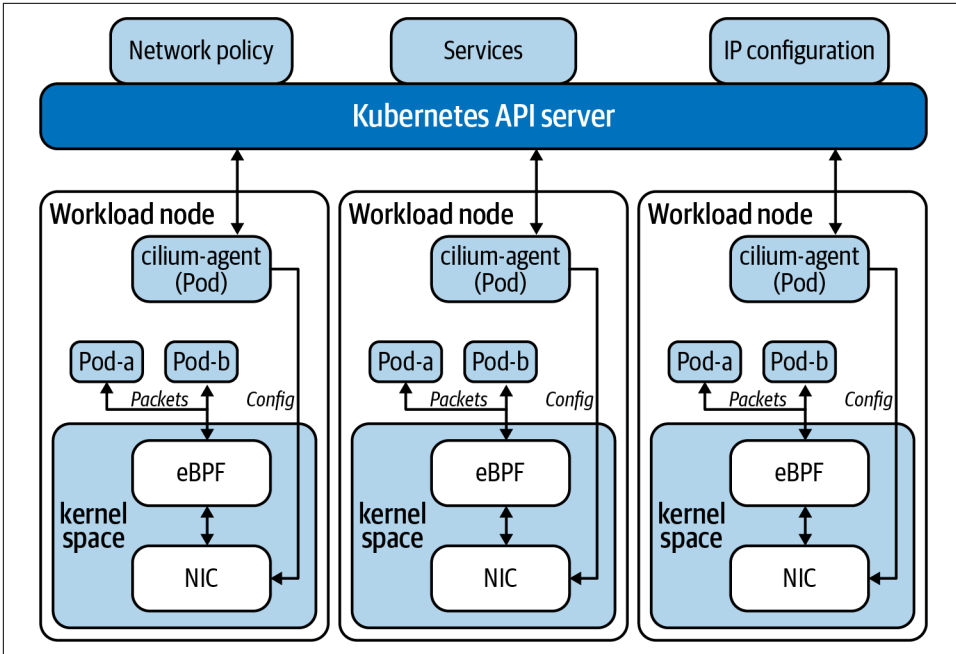 Network policy
Services
IP configuration
Kubernetes API server
Workload node
cilium-agent
(Pod)
Pod-a
Pod-b
Packets
Config
eBPF
kernel
space
NIC
Workload node
cilium-agent
(Pod)
Pod-a
Pod-b
Packets
Config
eBPF
kernel
space
NIC
Workload node
cilium-agent
(Pod)
Pod-a
Pod-b
Packets
Config
eBPF
kernel
space
NIC